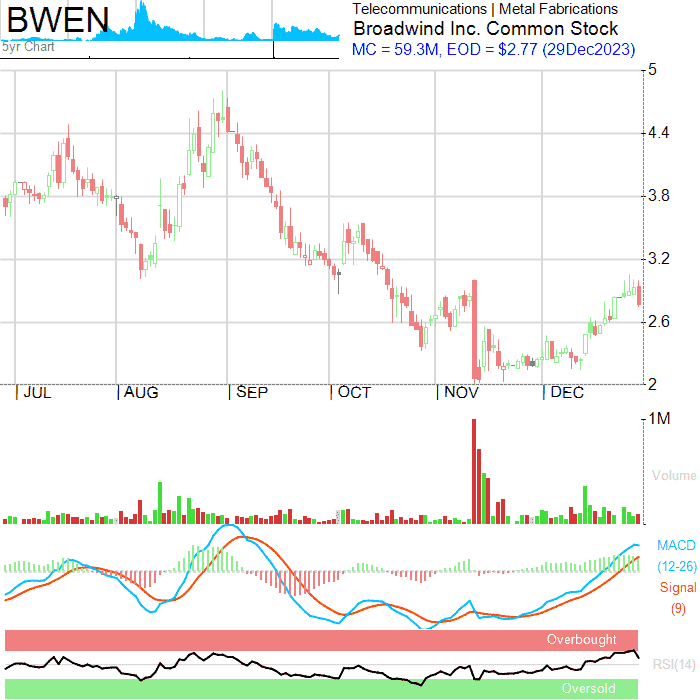 BWEN
5yr Chart
Telecommunications | Metal Fabrications
Broadwind Inc. Common Stock
MC = 59.3M, EOD = $2.77 (29Dec2023)
5
4.4
3.8
3.2
2.6
2
JUL AUG SEP OCT NOV DEC
1M
Volume
MACD
(12-26)
Signal
(9)
Overbought
RSI(14)
Oversold